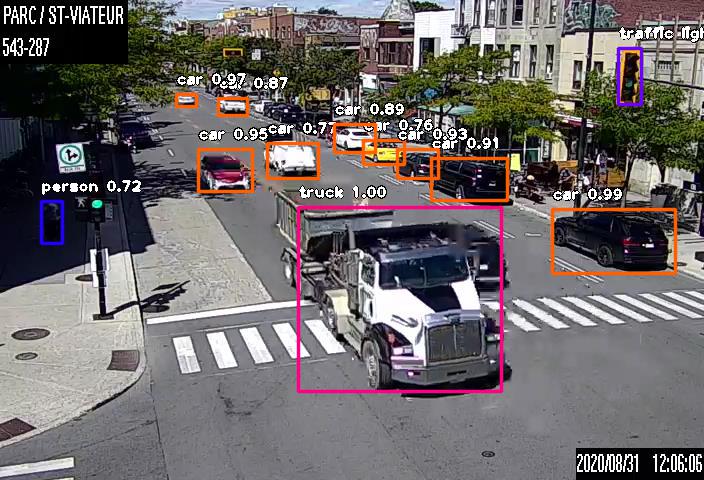 PARC / ST-VIATEUR
543-287
traffic ligh
car 0.97
0.87
car 0.89
car 0.95
car 0.77
0.76
car 0.93
car 0.91
person 0.72
truck 1.00
car 0.99
2020/08/31 12:06:06